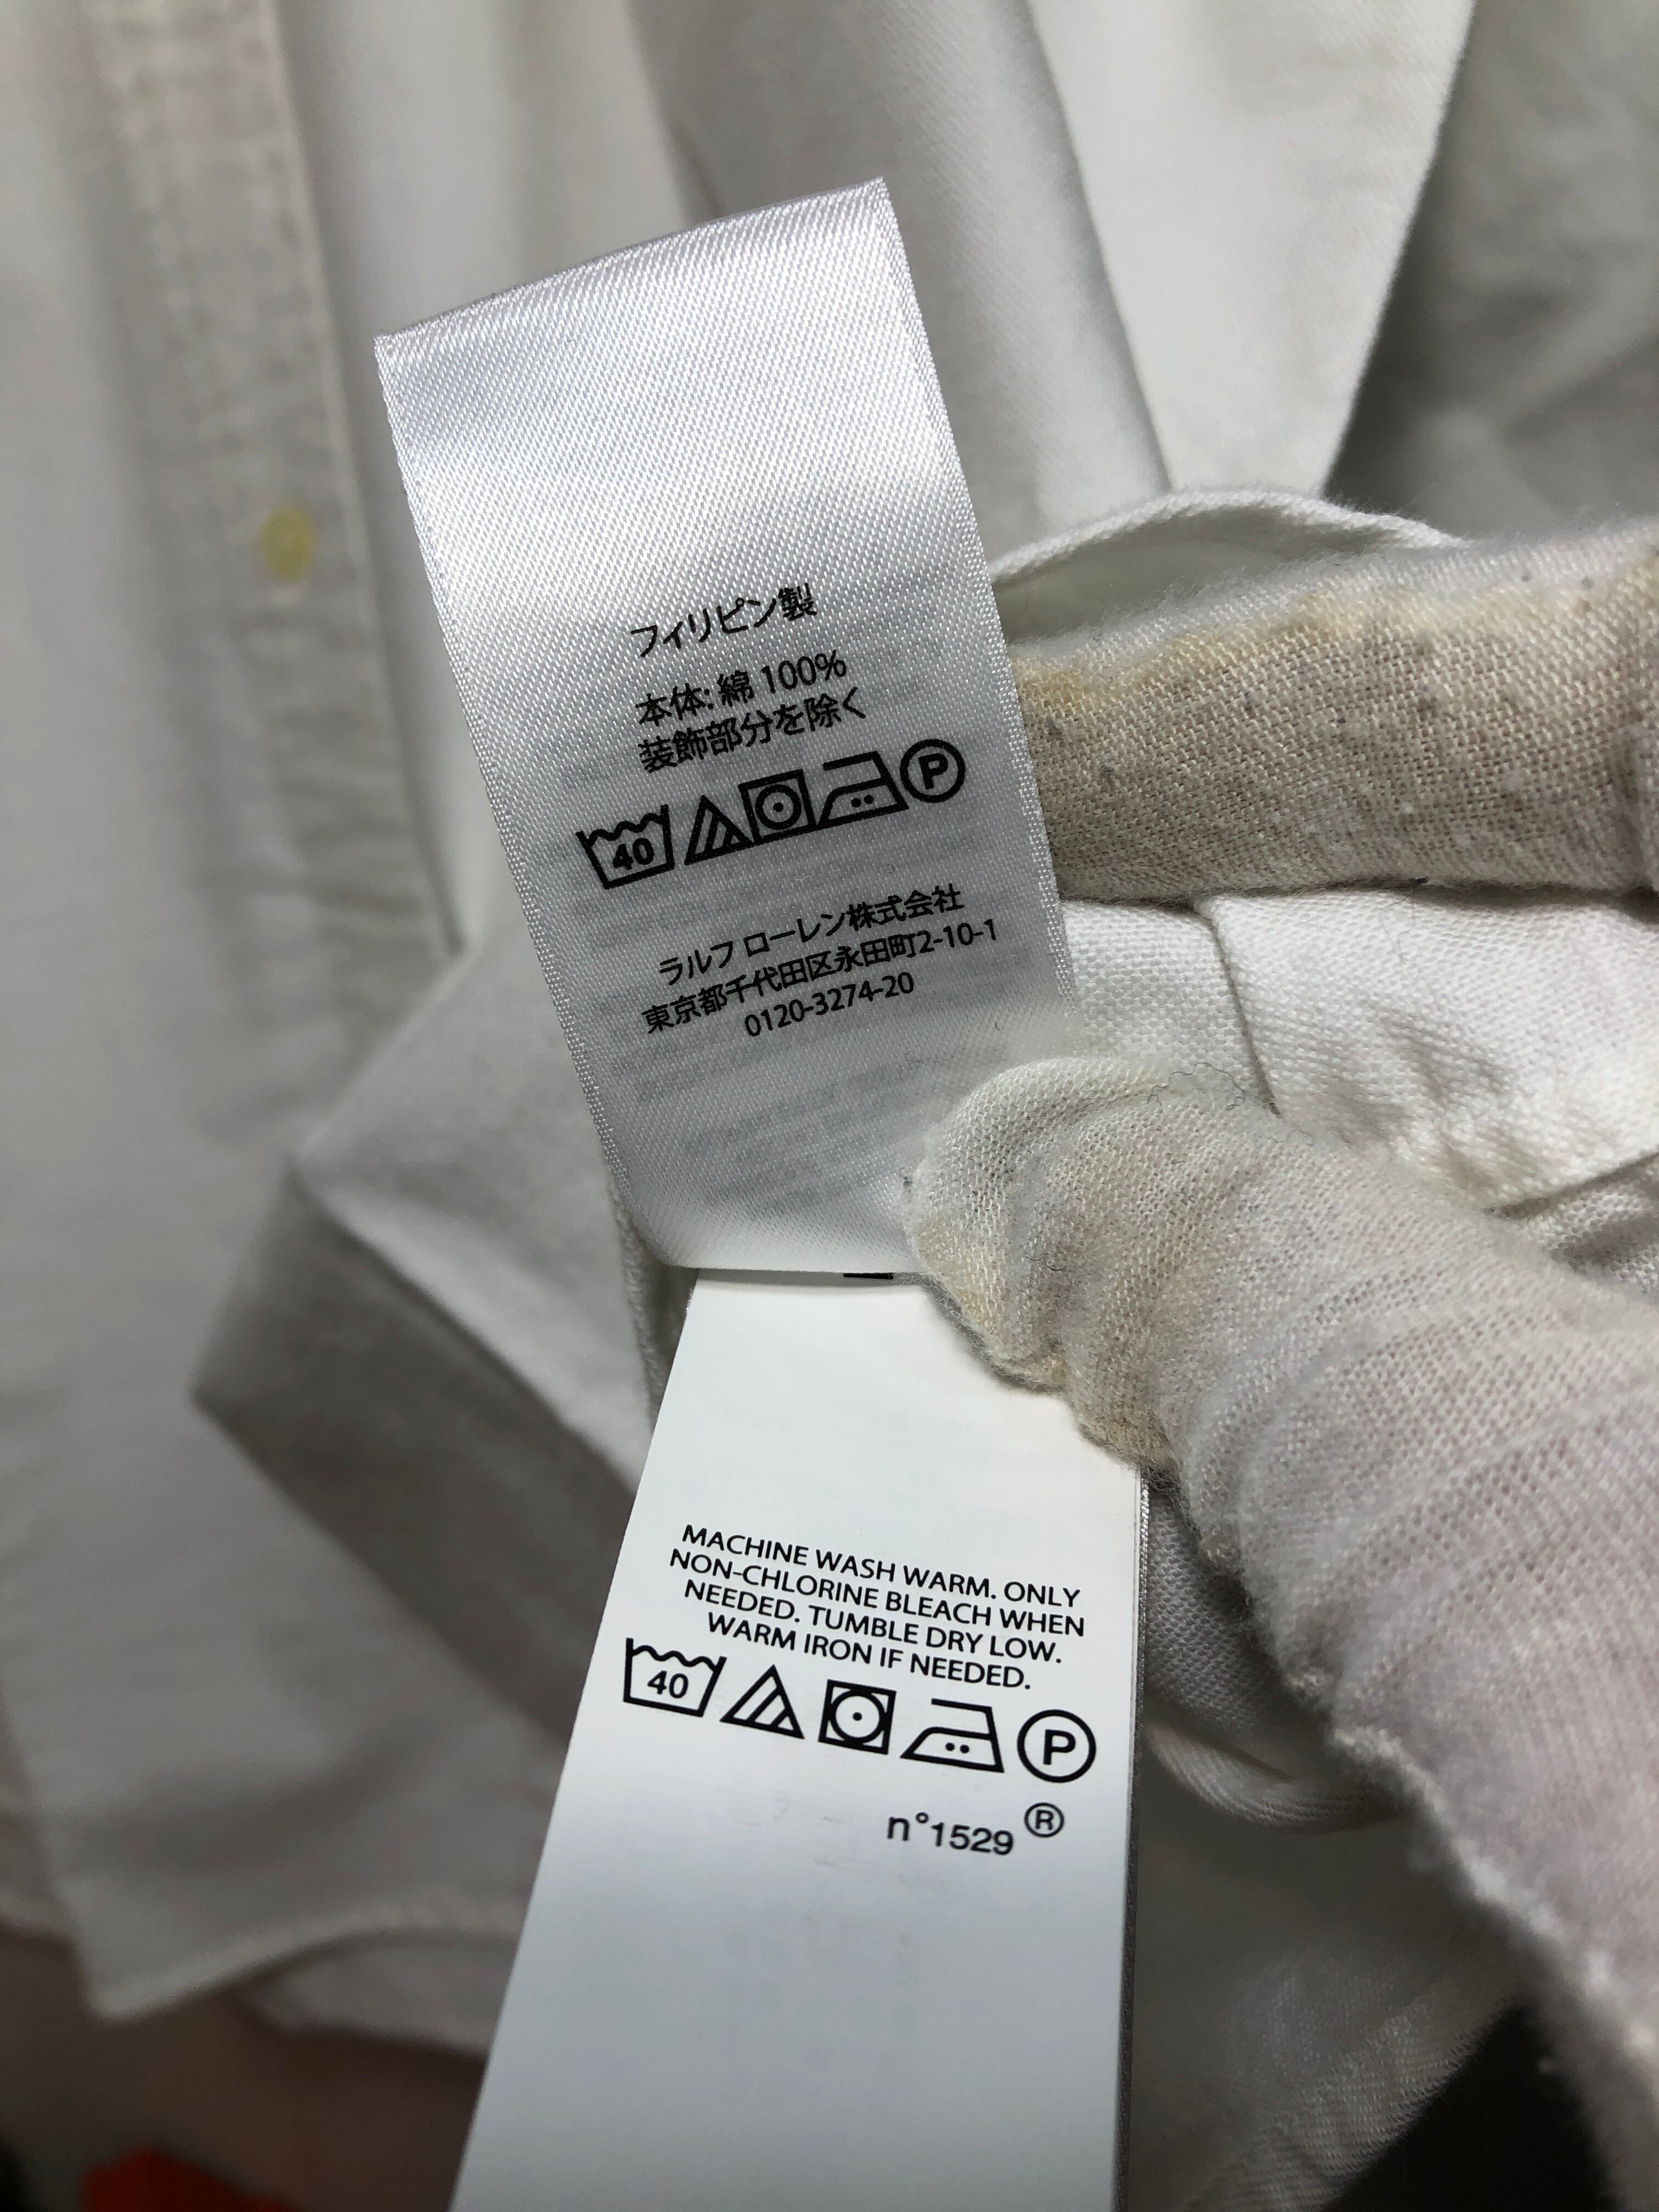 フィリピン製
本体: 綿 100%
装飾部分を除く
40 P
ラルフ ローレン株式会社
東京都千代田区永田町2-10-1
0120-3274-20
MACHINE WASH WARM. ONLY
NON-CHLORINE BLEACH WHEN
NEEDED. TUMBLE DRY LOW.
WARM IRON IF NEEDED.
40 P
n°1529 ®